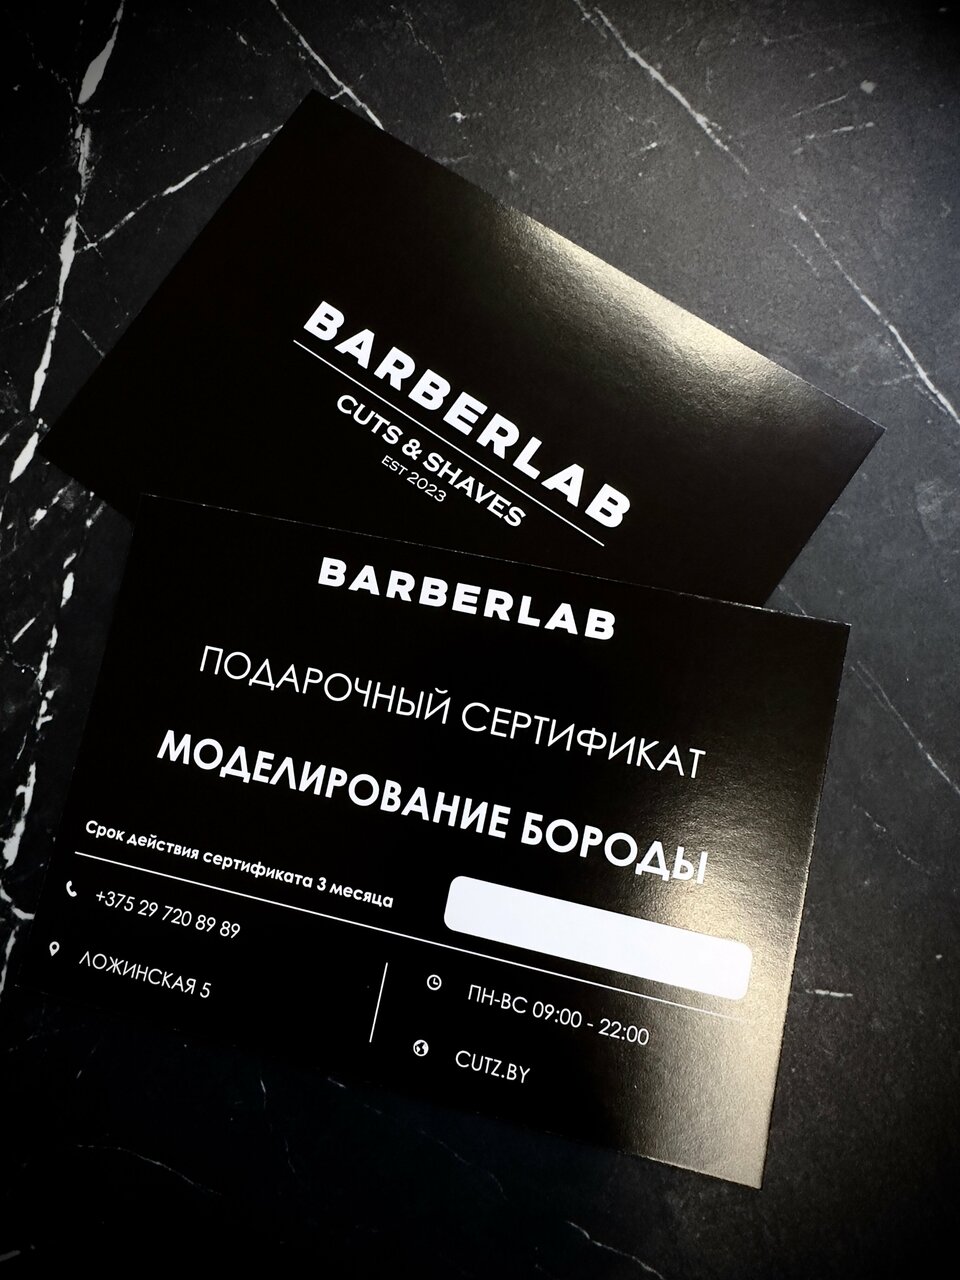 BARBERLAB
CUTS & SHAVES
EST 2023
BARBERLAB
ПОДАРОЧНЫЙ СЕРТИФИКАТ
МОДЕЛИРОВАНИЕ БОРОДЫ
Срок действия сертификата 3 месяца
+375 29 720 89 89
ЛОЖИНСКАЯ 5
ПН-ВС 09:00 - 22:00
CUTZ.BY